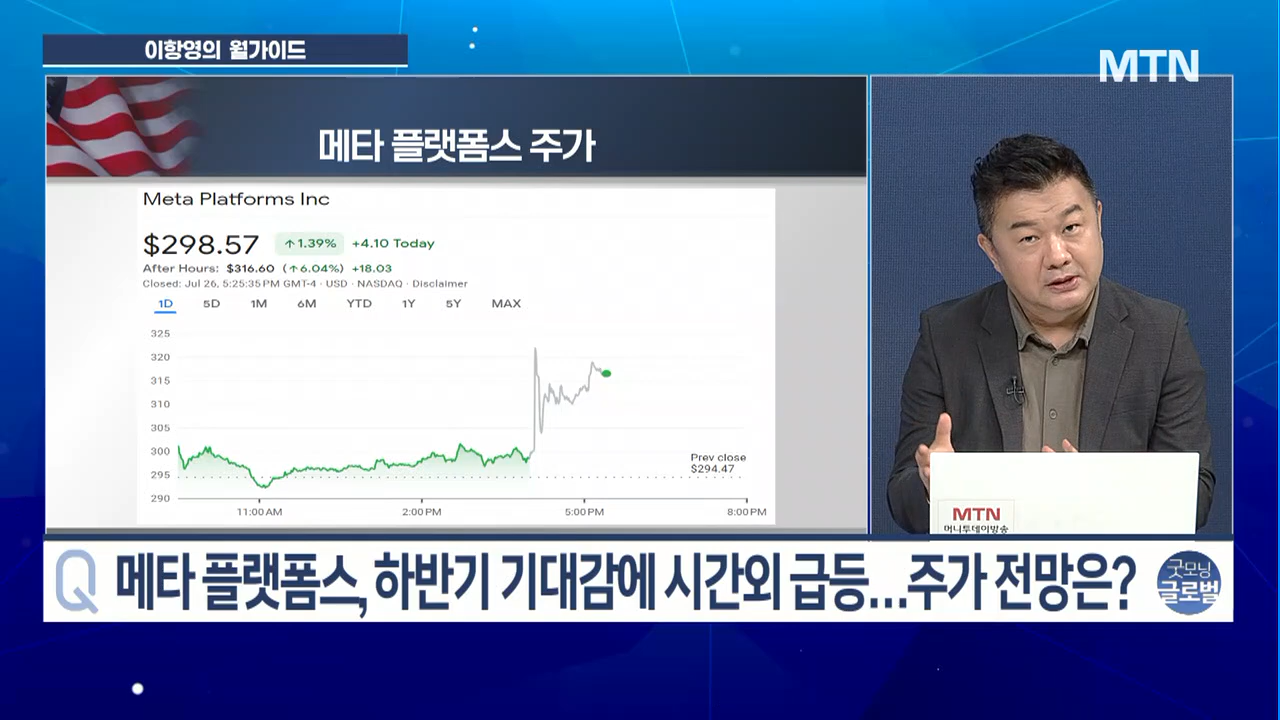 이항영의 월가이드
MTN
메타 플랫폼스 주가
Meta Platforms Inc
$298.57 ↑1.39% +4.10 Today
After Hours: $316.60 (↑6.04%) +18.03
Closed: Jul 26, 5:25:35 PM GMT-4 · USD · NASDAQ · Disclaimer
1D 5D 1M 6M YTD 1Y 5Y MAX
325
320
315
310
305
300
295
290
Prev close
$294.47
11:00 AM 2:00 PM 5:00 PM 8:00 PM
MTN
머니투데이방송
Q 메타 플랫폼스, 하반기 기대감에 시간외 급등...주가 전망은?
굿모닝
글로벌